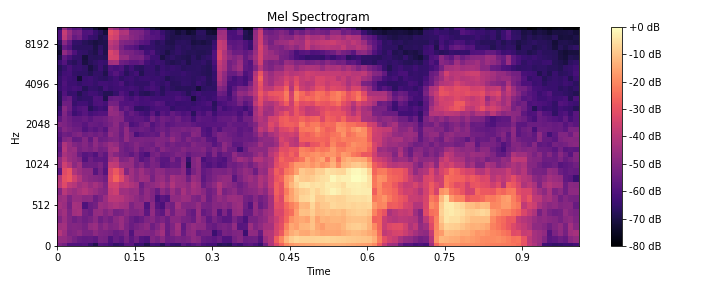 Mel Spectrogram
Hz
8192
4096
2048
1024
512
0
0
0.15
0.3
0.45
0.6
0.75
0.9
Time
+0 dB
-10 dB
-20 dB
-30 dB
-40 dB
-50 dB
-60 dB
-70 dB
-80 dB